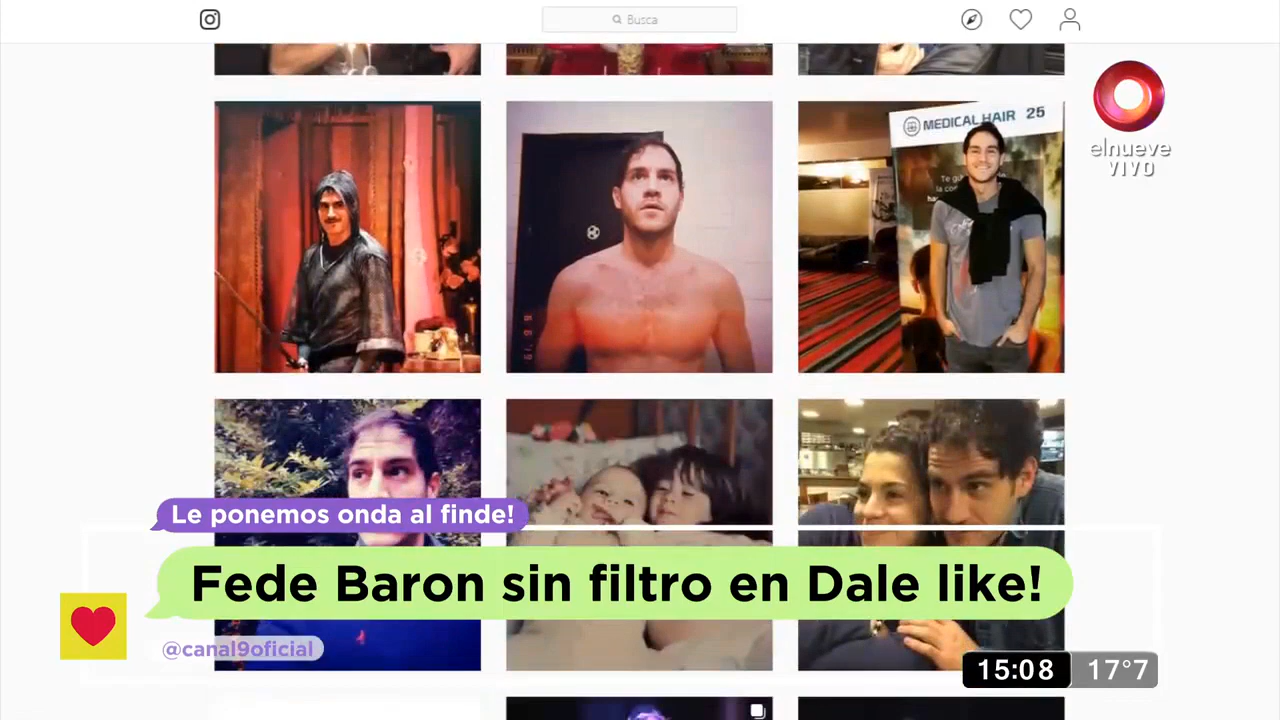 Busca
MEDICAL HAIR 25
elnueve
VIVO
Le ponemos onda al finde!
Fede Baron sin filtro en Dale like!
@canal9oficial
15:08 17°7